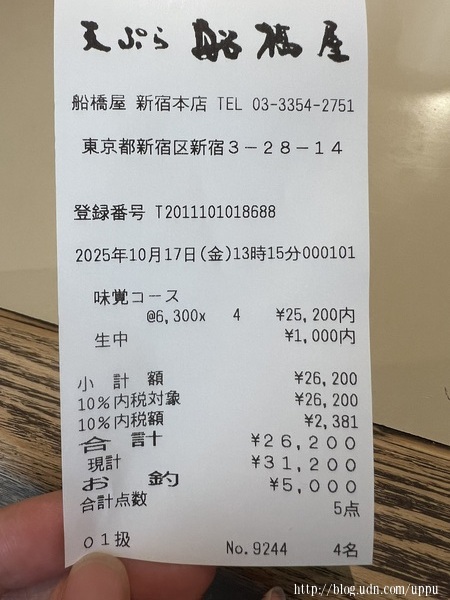 天ぷら 船橋屋
船橋屋 新宿本店 TEL 03-3354-2751
東京都新宿区新宿3-28-14
登録番号 T2011101018688
2025年10月17日(金)13時15分000101
味覚コース
@6,300x 4 ¥25,200内
生中 ¥1,000内
小計額 ¥26,200
10%内税対象 ¥26,200
10%内税額 ¥2,381
合計 ¥26,200
現計 ¥31,200
お釣 ¥5,000
合計点数 5点
01扱 No.9244 4名
http://blog.udn.com/uppu